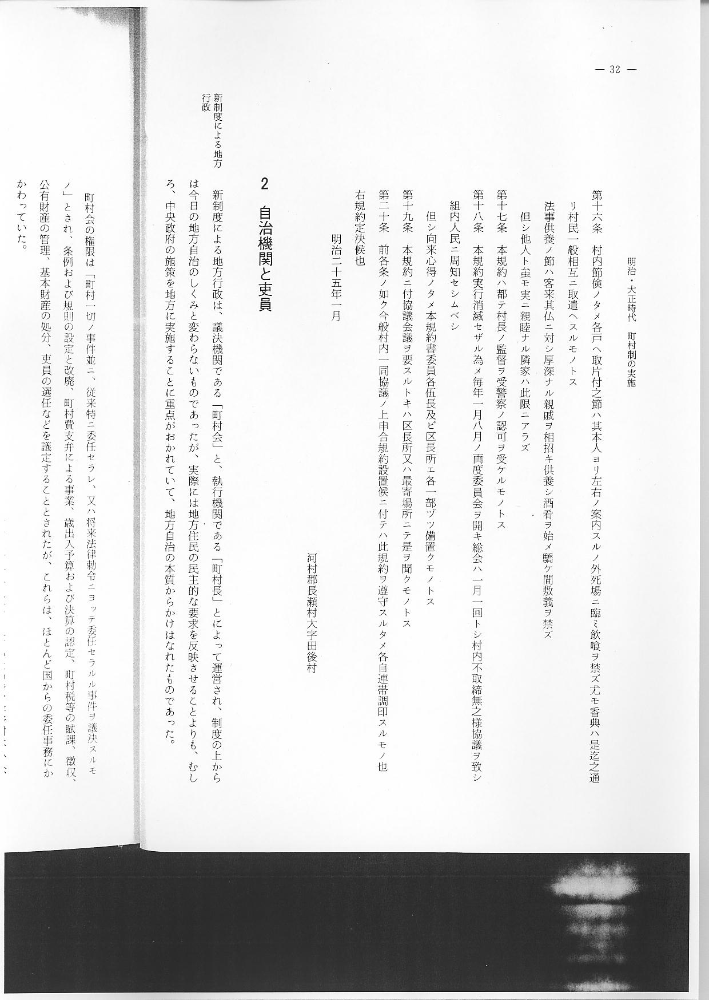 ― 32 ―
明治・大正時代　町村制の実施
第十六条　村内節倹ノタメ各戸ヘ取片付之節ハ其本人ヨリ左右ノ案内スルノ外死場ニ臨ミ飲喰ヲ禁ズ尤モ香典ハ是迄之通
リ村民一般相互ニ取遣ヘスルモノトス
法事供養ノ節ハ客来其仏ニ対シ厚深ナル親戚ヲ相招キ供養シ酒肴ヲ始メ驕ケ間敷義ヲ禁ズ
但シ他人ト虽モ実ニ親睦ナル隣家ハ此限ニアラズ
第十七条　本規約ハ都テ村長ノ監督ヲ受警察ノ認可ヲ受ケルモノトス
第十八条　本規約実行消滅セザル為メ毎年一月八月ノ両度委員会ヲ開キ総会ハ一月一回トシ村内不取締無之様協議ヲ致シ
組内人民ニ周知セシムベシ
但シ向来心得ノタメ本規約書委員各伍長及ビ区長所エ各一部ヅツ備置クモノトス
第十九条　本規約ニ付協議会議ヲ要スルトキハ区長所又ハ最寄場所ニテ是ヲ聞クモノトス
第二十条　前各条ノ如ク今般村内一同協議ノ上申合規約設置候ニ付テハ此規約ヲ遵守スルタメ各自連帯調印スルモノ也
右規約定決候也
明治二十五年一月
河村郡長瀬村大字田後村
2　自治機関と吏員
新制度による地方
行政
新制度による地方行政は、議決機関である「町村会」と、執行機関である「町村長」とによって運営され、制度の上から
は今日の地方自治のしくみと変わらないものであったが、実際には地方住民の民主的な要求を反映させることよりも、むし
ろ、中央政府の施策を地方に実施することに重点がおかれていて、地方自治の本質からかけはなれたものであった。
町村会の権限は「町村一切ノ事件並ニ、従来特ニ委任セラレ、又ハ将来法律勅令ニヨッテ委任セラルル事件ヲ議決スルモ
ノ」とされ、条例および規則の設定と改廃、町村費支弁による事業、歳出入予算および決算の認定、町村税等の賦課、徴収、
公有財産の管理、基本財産の処分、吏員の選任などを議定することとされたが、これらは、ほとんど国からの委任事務にか
かわっていた。